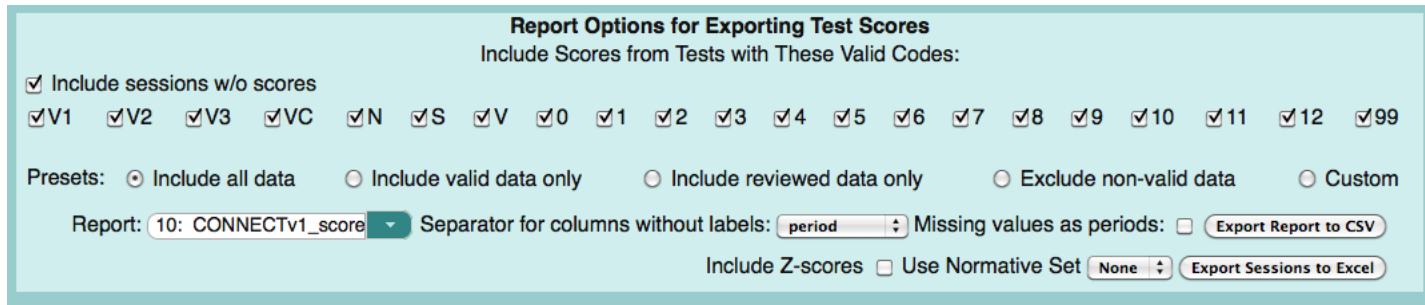 Report Options for Exporting Test Scores
Include Scores from Tests with These Valid Codes:
Include sessions w/o scores
V1 V2 V3 VC N S V 0 1 2 3 4 5 6 7 8 9 10 11 12 99
Presets: Include all data Include valid data only Include reviewed data only Exclude non-valid data Custom
Report: 10: CONNECTv1_score Separator for columns without labels: period Missing values as periods: Export Report to CSV
Include Z-scores Use Normative Set None Export Sessions to Excel